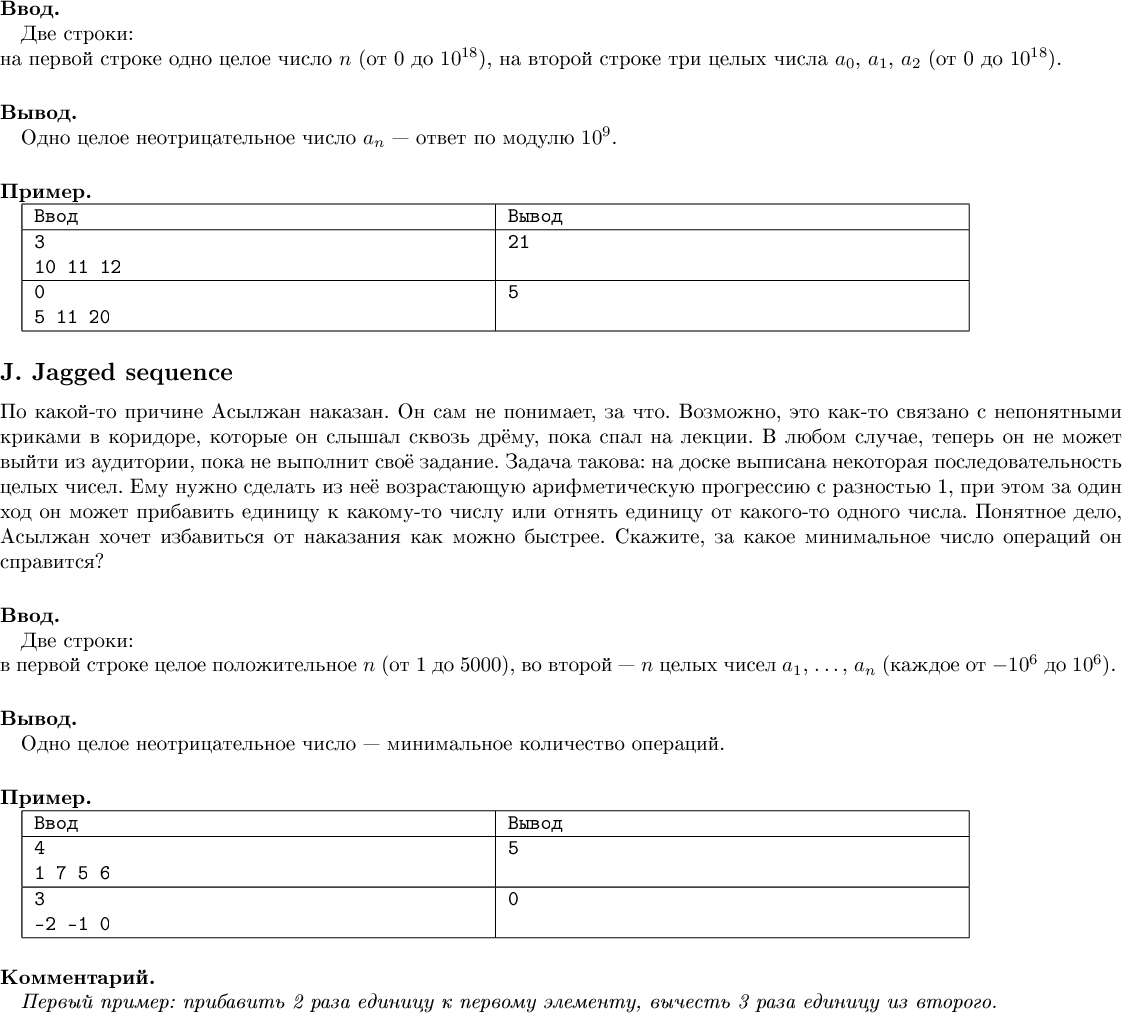 Ввод.
Две строки:
на первой строке одно целое число n (от 0 до 10^18), на второй строке три целых числа a_0, a_1, a_2 (от 0 до 10^18).
Вывод.
Одно целое неотрицательное число a_n — ответ по модулю 10^9.
Пример.
Ввод Вывод
3 21
10 11 12
0 5
5 11 20
J. Jagged sequence
По какой-то причине Асылжан наказан. Он сам не понимает, за что. Возможно, это как-то связано с непонятными
криками в коридоре, которые он слышал сквозь дрёму, пока спал на лекции. В любом случае, теперь он не может
выйти из аудитории, пока не выполнит своё задание. Задача такова: на доске выписана некоторая последовательность
целых чисел. Ему нужно сделать из неё возрастающую арифметическую прогрессию с разностью 1, при этом за один
ход он может прибавить единицу к какому-то числу или отнять единицу от какого-то одного числа. Понятное дело,
Асылжан хочет избавиться от наказания как можно быстрее. Скажите, за какое минимальное число операций он
справится?
Ввод.
Две строки:
в первой строке целое положительное n (от 1 до 5000), во второй — n целых чисел a_1, ..., a_n (каждое от −10^6 до 10^6).
Вывод.
Одно целое неотрицательное число — минимальное количество операций.
Пример.
Ввод Вывод
4 5
1 7 5 6
3 0
-2 -1 0
Комментарий.
Первый пример: прибавить 2 раза единицу к первому элементу, вычесть 3 раза единицу из второго.